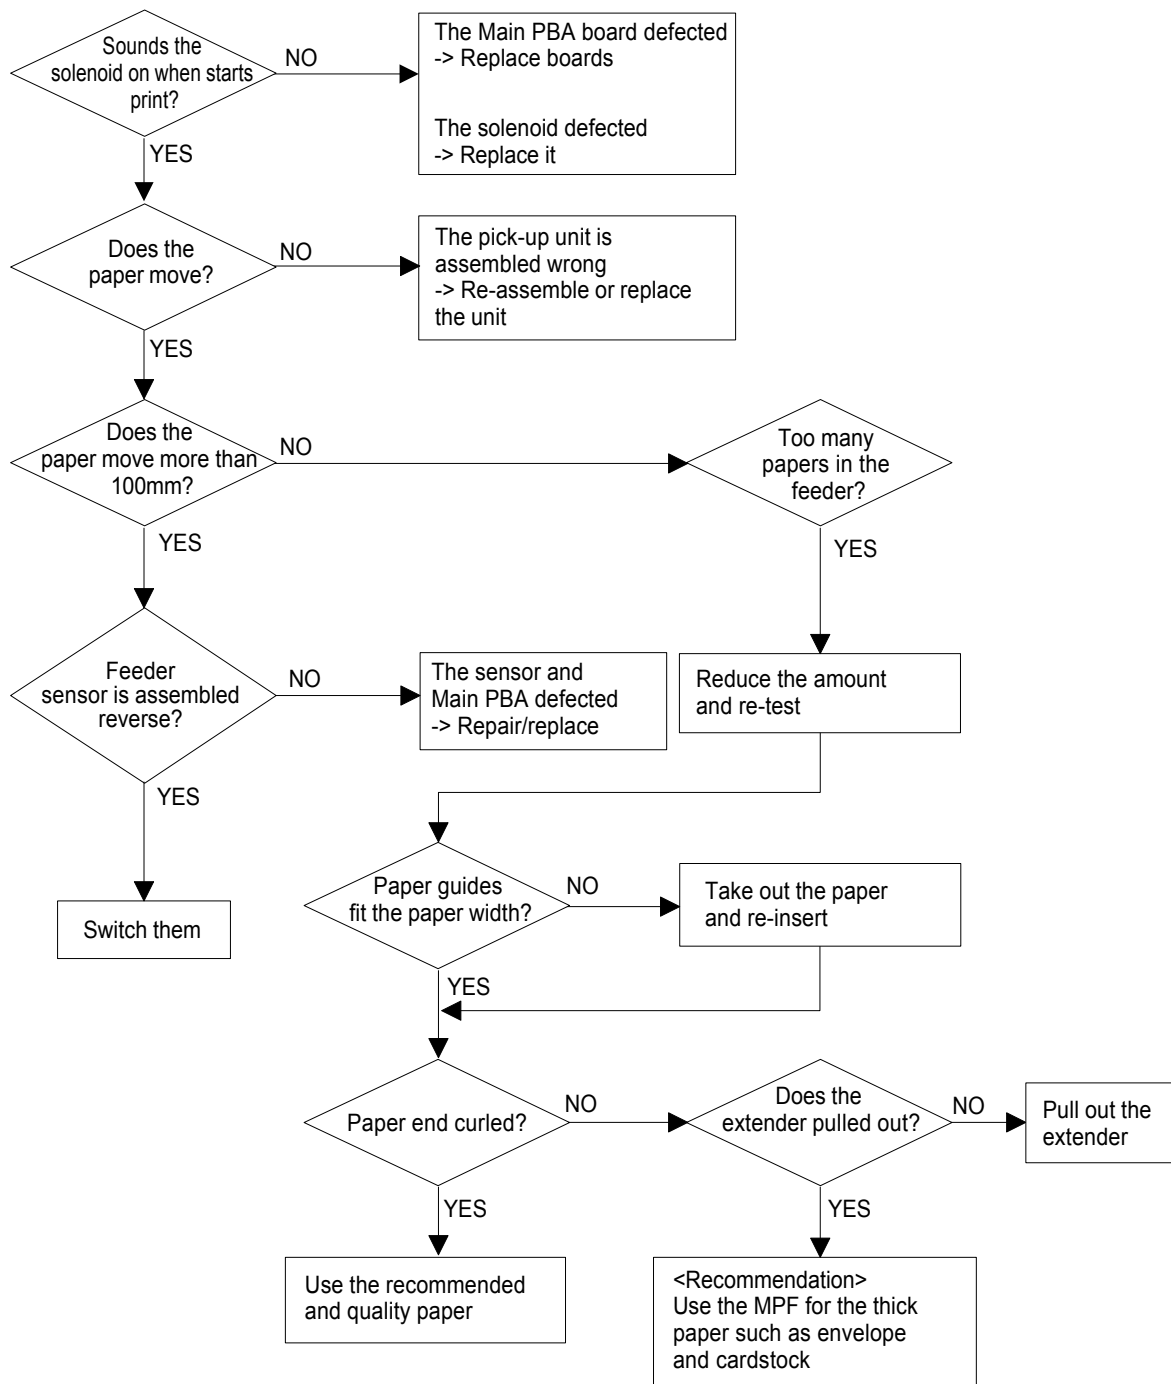 Sounds the
solenoid on when starts
print?
NO
The Main PBA board defected
-> Replace boards
The solenoid defected
-> Replace it
YES
Does the
paper move?
NO
The pick-up unit is
assembled wrong
-> Re-assemble or replace
the unit
YES
Does the
paper move more than
100mm?
NO
Too many
papers in the
feeder?
YES
YES
Feeder
sensor is assembled
reverse?
NO
The sensor and
Main PBA defected
-> Repair/replace
Reduce the amount
and re-test
YES
Switch them
Paper guides
fit the paper width?
NO
Take out the paper
and re-insert
YES
Paper end curled?
NO
Does the
extender pulled out?
NO
Pull out the
extender
YES
YES
Use the recommended
and quality paper
<Recommendation>
Use the MPF for the thick
paper such as envelope
and cardstock